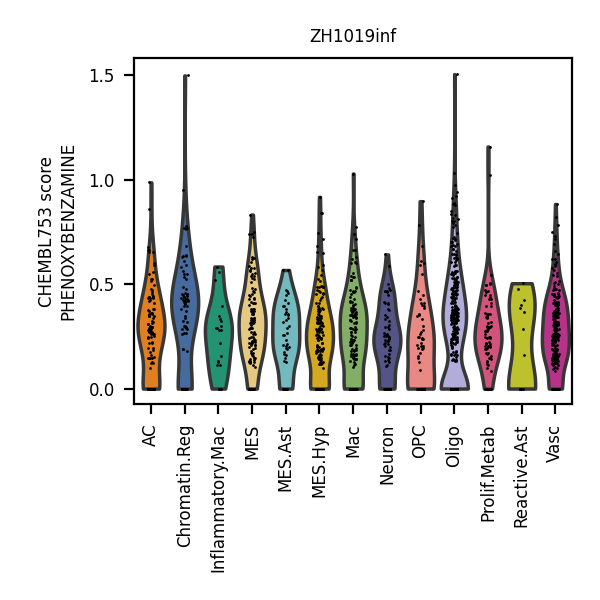 ZH1019inf
CHEMBL753 score
PHENOXYBENZAMINE
1.5
1.0
0.5
0.0
AC
Chromatin.Reg
Inflammatory.Mac
MES
MES.Ast
MES.Hyp
Mac
Neuron
OPC
Oligo
Prolif.Metab
Reactive.Ast
Vasc